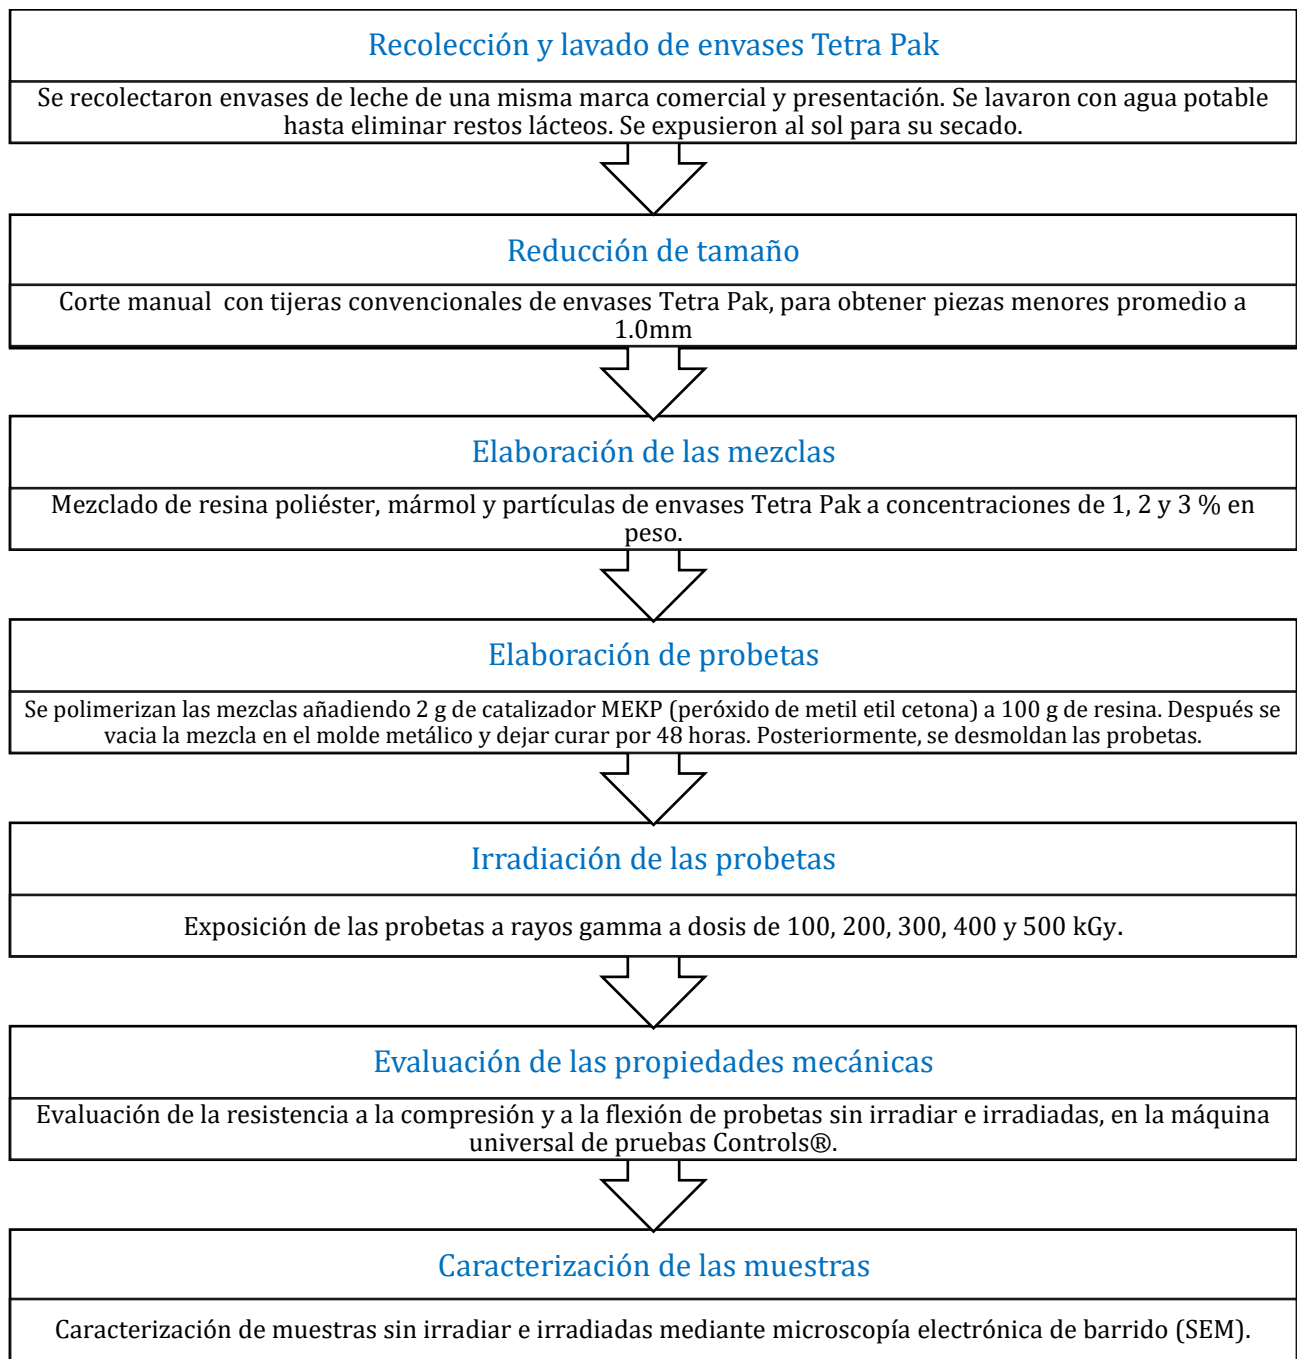 Recolección y lavado de envases Tetra Pak
Se recolectaron envases de leche de una misma marca comercial y presentación. Se lavaron con agua potable
hasta eliminar restos lácteos. Se expusieron al sol para su secado.
Reducción de tamaño
Corte manual con tijeras convencionales de envases Tetra Pak, para obtener piezas menores promedio a
1.0mm
Elaboración de las mezclas
Mezclado de resina poliéster, mármol y partículas de envases Tetra Pak a concentraciones de 1, 2 y 3 % en
peso.
Elaboración de probetas
Se polimerizan las mezclas añadiendo 2 g de catalizador MEKP (peróxido de metil etil cetona) a 100 g de resina. Después se
vacia la mezcla en el molde metálico y dejar curar por 48 horas. Posteriormente, se desmoldan las probetas.
Irradiación de las probetas
Exposición de las probetas a rayos gamma a dosis de 100, 200, 300, 400 y 500 kGy.
Evaluación de las propiedades mecánicas
Evaluación de la resistencia a la compresión y a la flexión de probetas sin irradiar e irradiadas, en la máquina
universal de pruebas Controls®.
Caracterización de las muestras
Caracterización de muestras sin irradiar e irradiadas mediante microscopía electrónica de barrido (SEM).